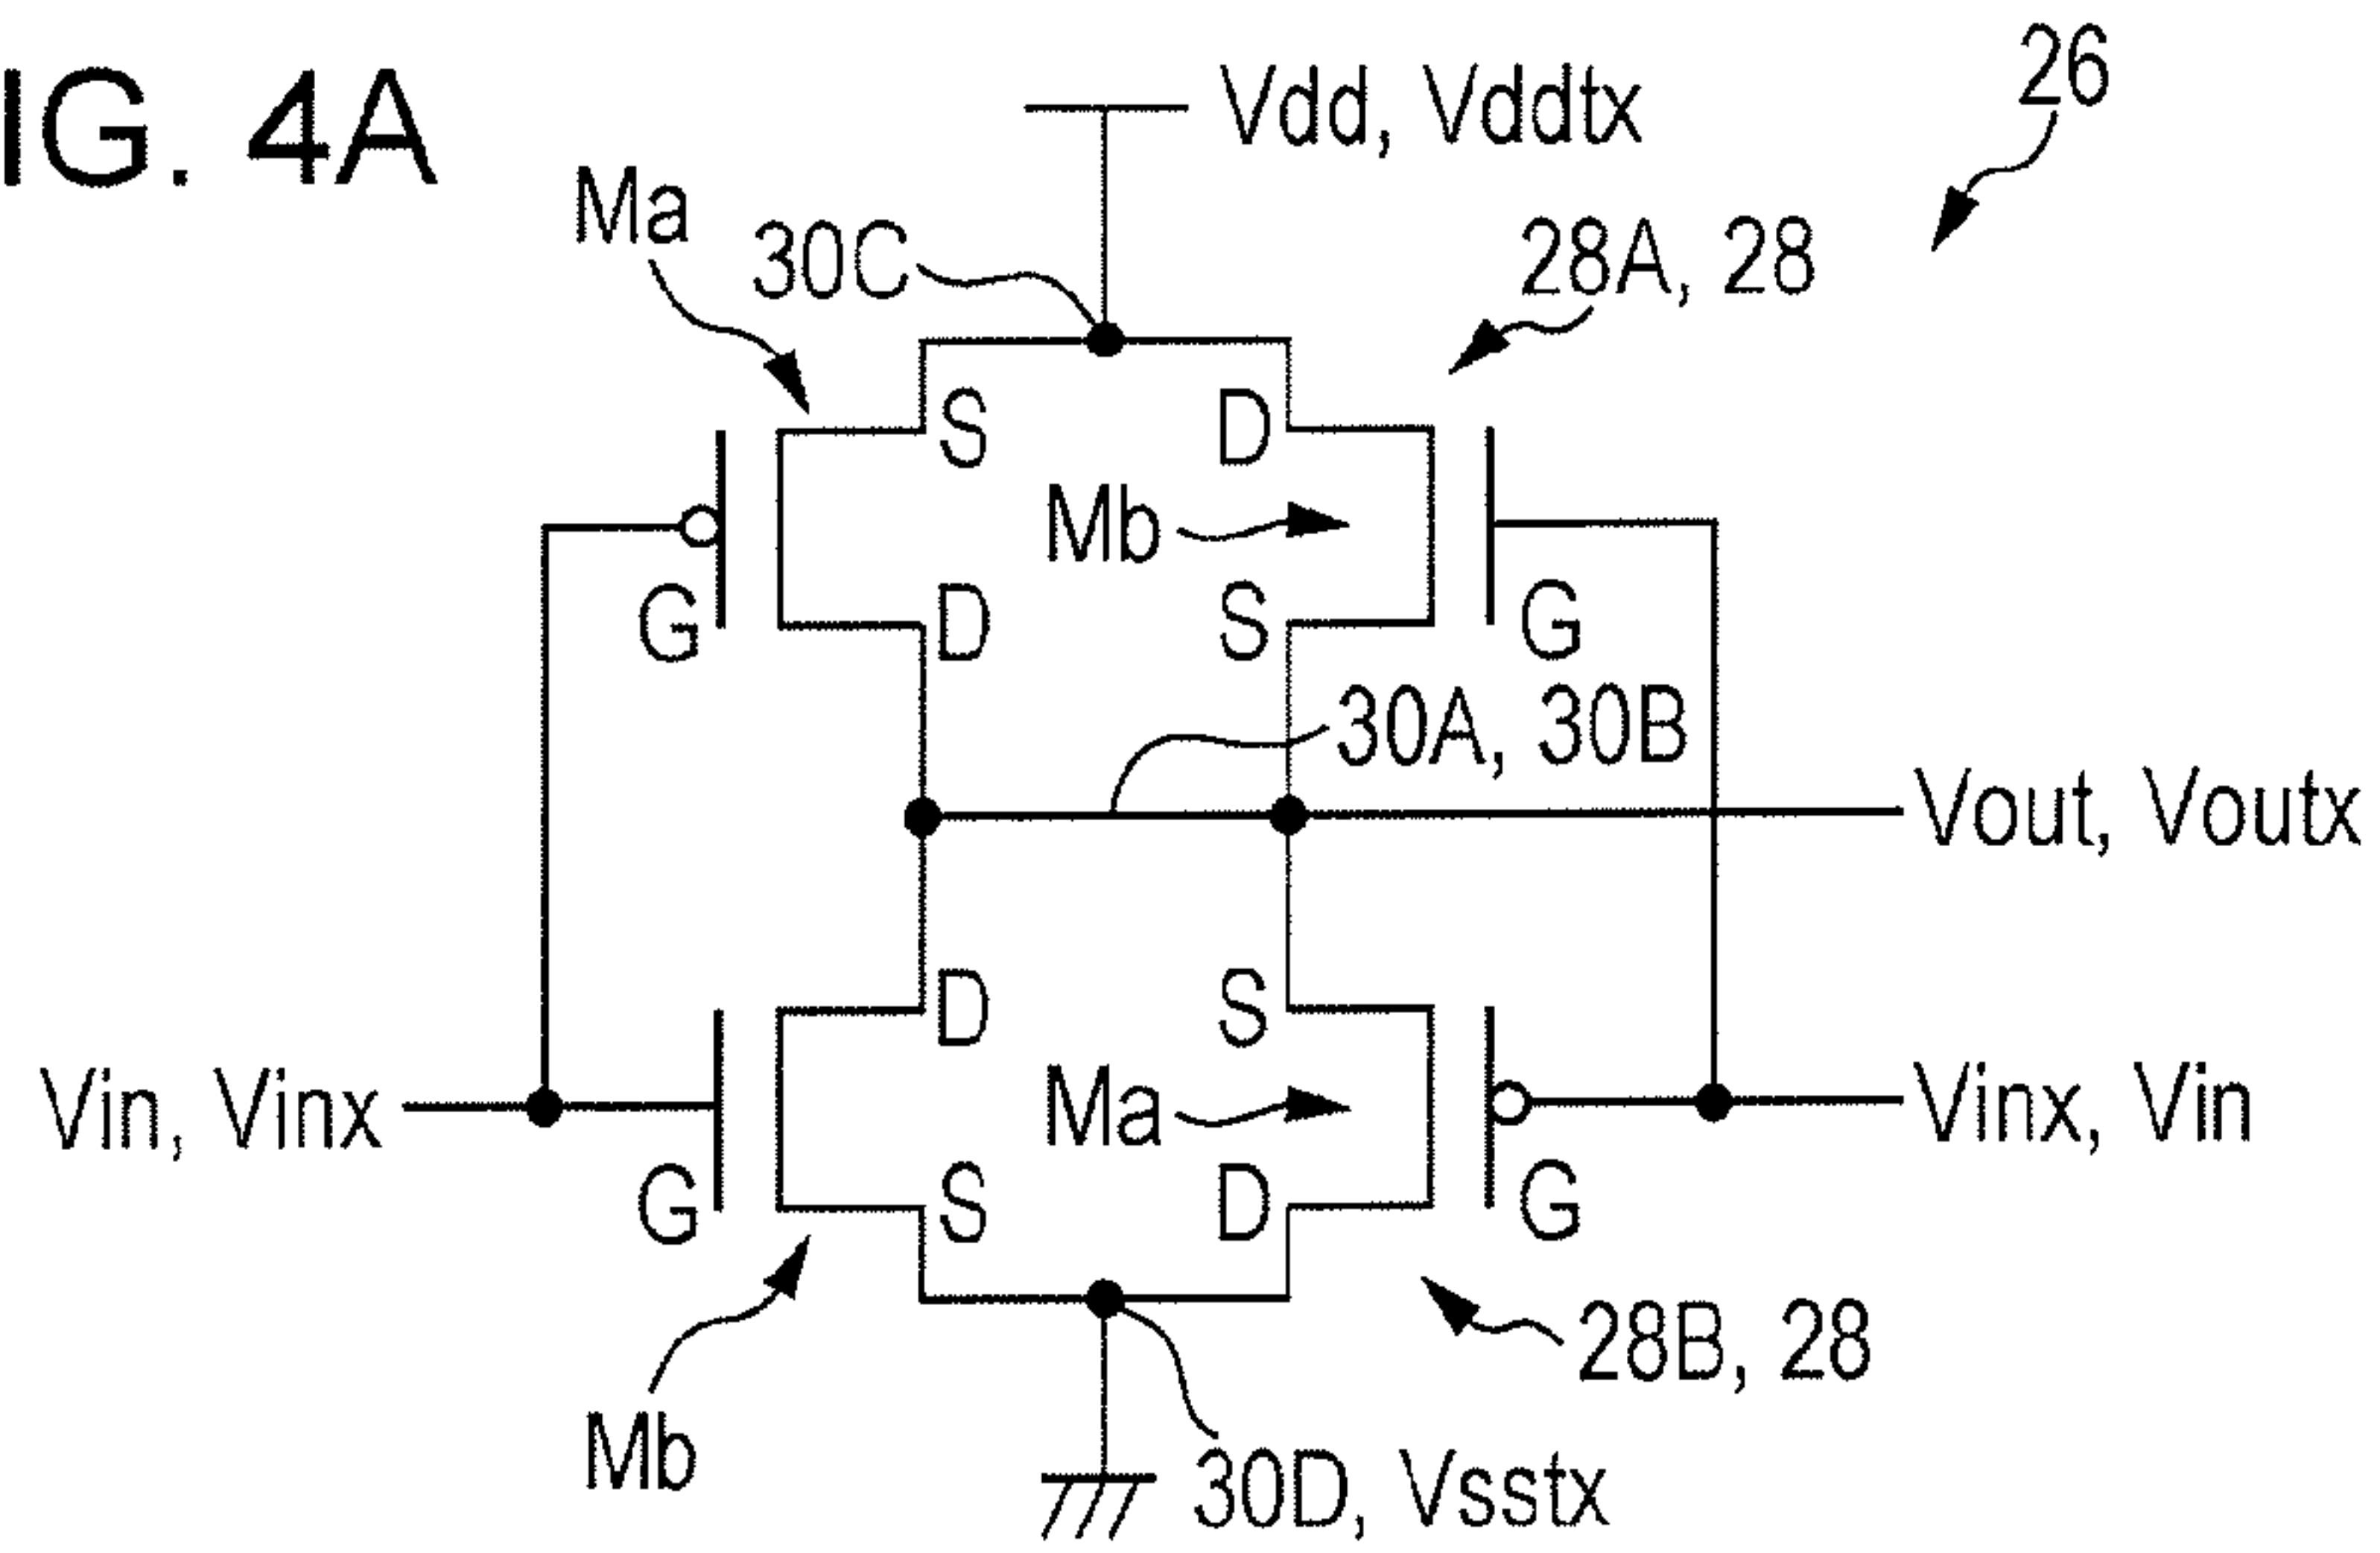 IG. 4A
26
Vdd, Vddtx
Ma
30C
28A, 28
S
D
Mb
G
D
S
G
30A, 30B
Vout, Voutx
D
S
Vin, Vinx
Ma
Vinx, Vin
G
S
D
G
28B, 28
Mb
30D, Vsstx